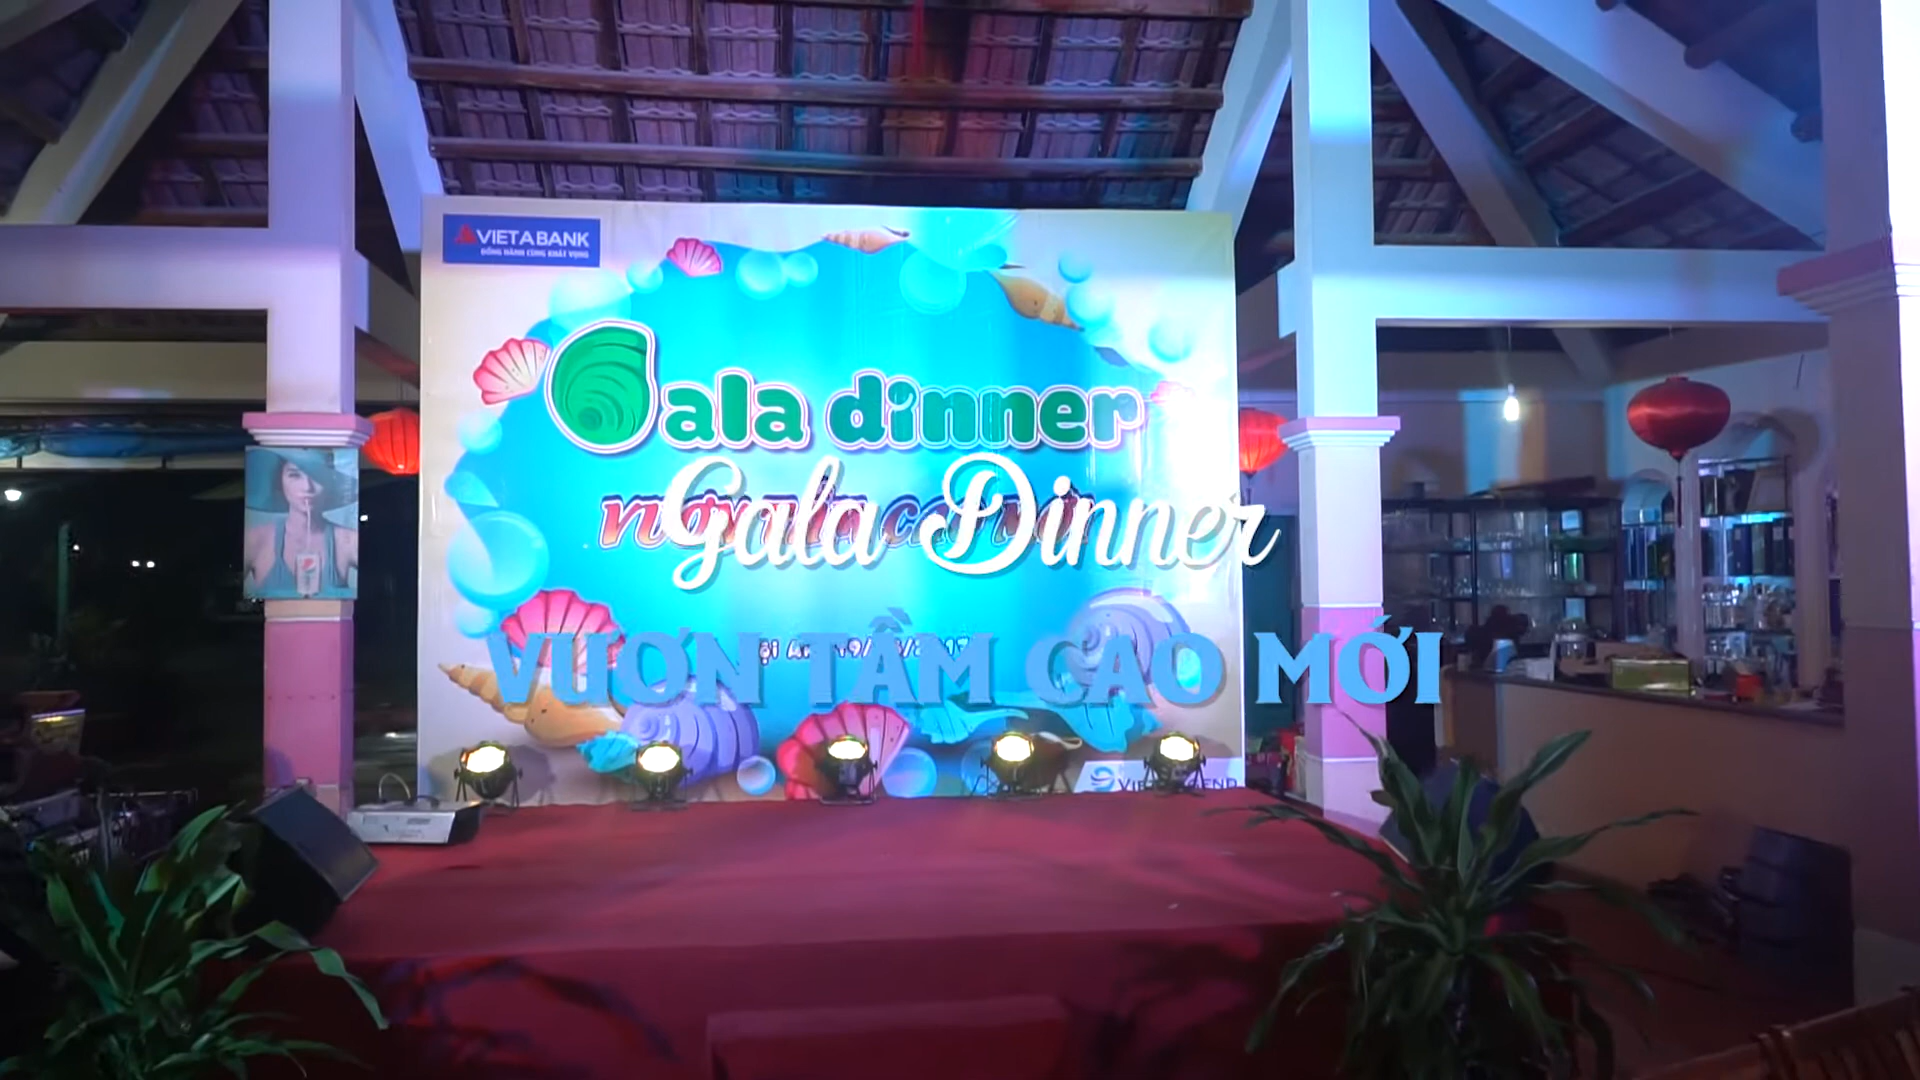 VIETABANK
ĐỒNG HÀNH CÙNG KHÁT VỌNG
Gala dinner
Gala Dinner
VƯƠN TẦM CAO MỚI